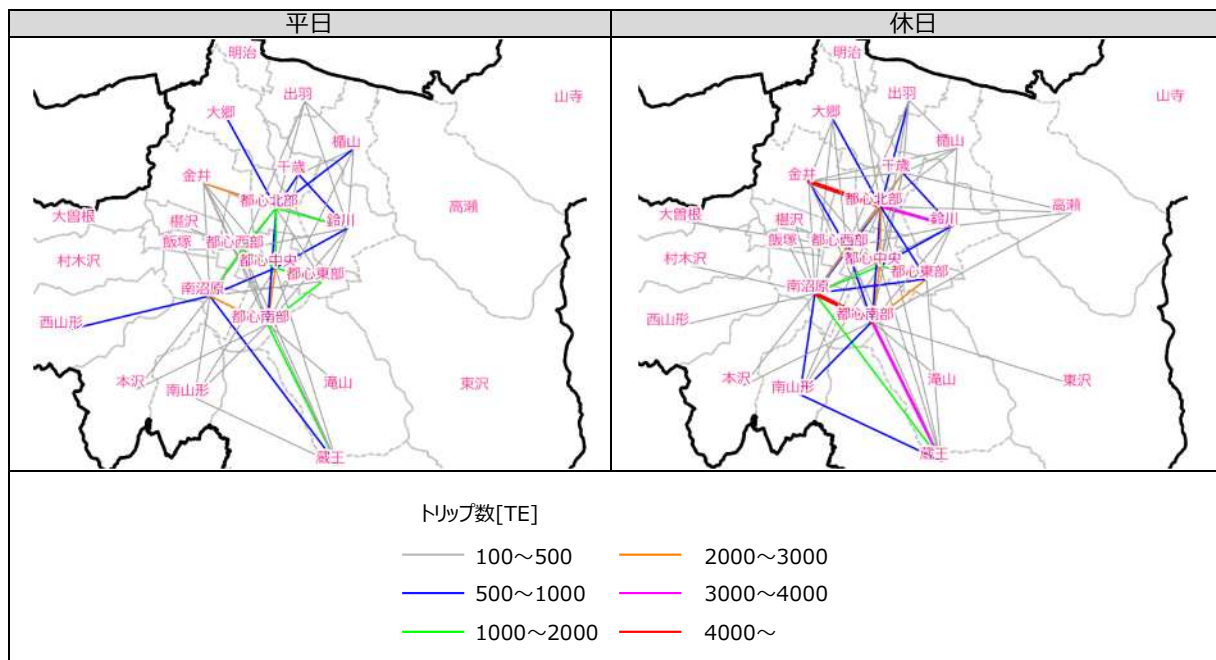 平日
休日
明治
出羽
山寺
大郷
楯山
千歳
金井
都心北部
高瀬
大曽根
椹沢
鈴川
飯塚
都心西部
村木沢
都心中央
都心東部
南沼原
西山形
都心南部
本沢
南山形
滝山
東沢
蔵王
明治
出羽
山寺
大郷
楯山
千歳
金井
都心北部
高瀬
大曽根
椹沢
鈴川
飯塚
都心西部
村木沢
都心中央
都心東部
南沼原
西山形
都心南部
本沢
南山形
滝山
東沢
蔵王
トリップ数[TE]
100～500
2000～3000
500～1000
3000～4000
1000～2000
4000～